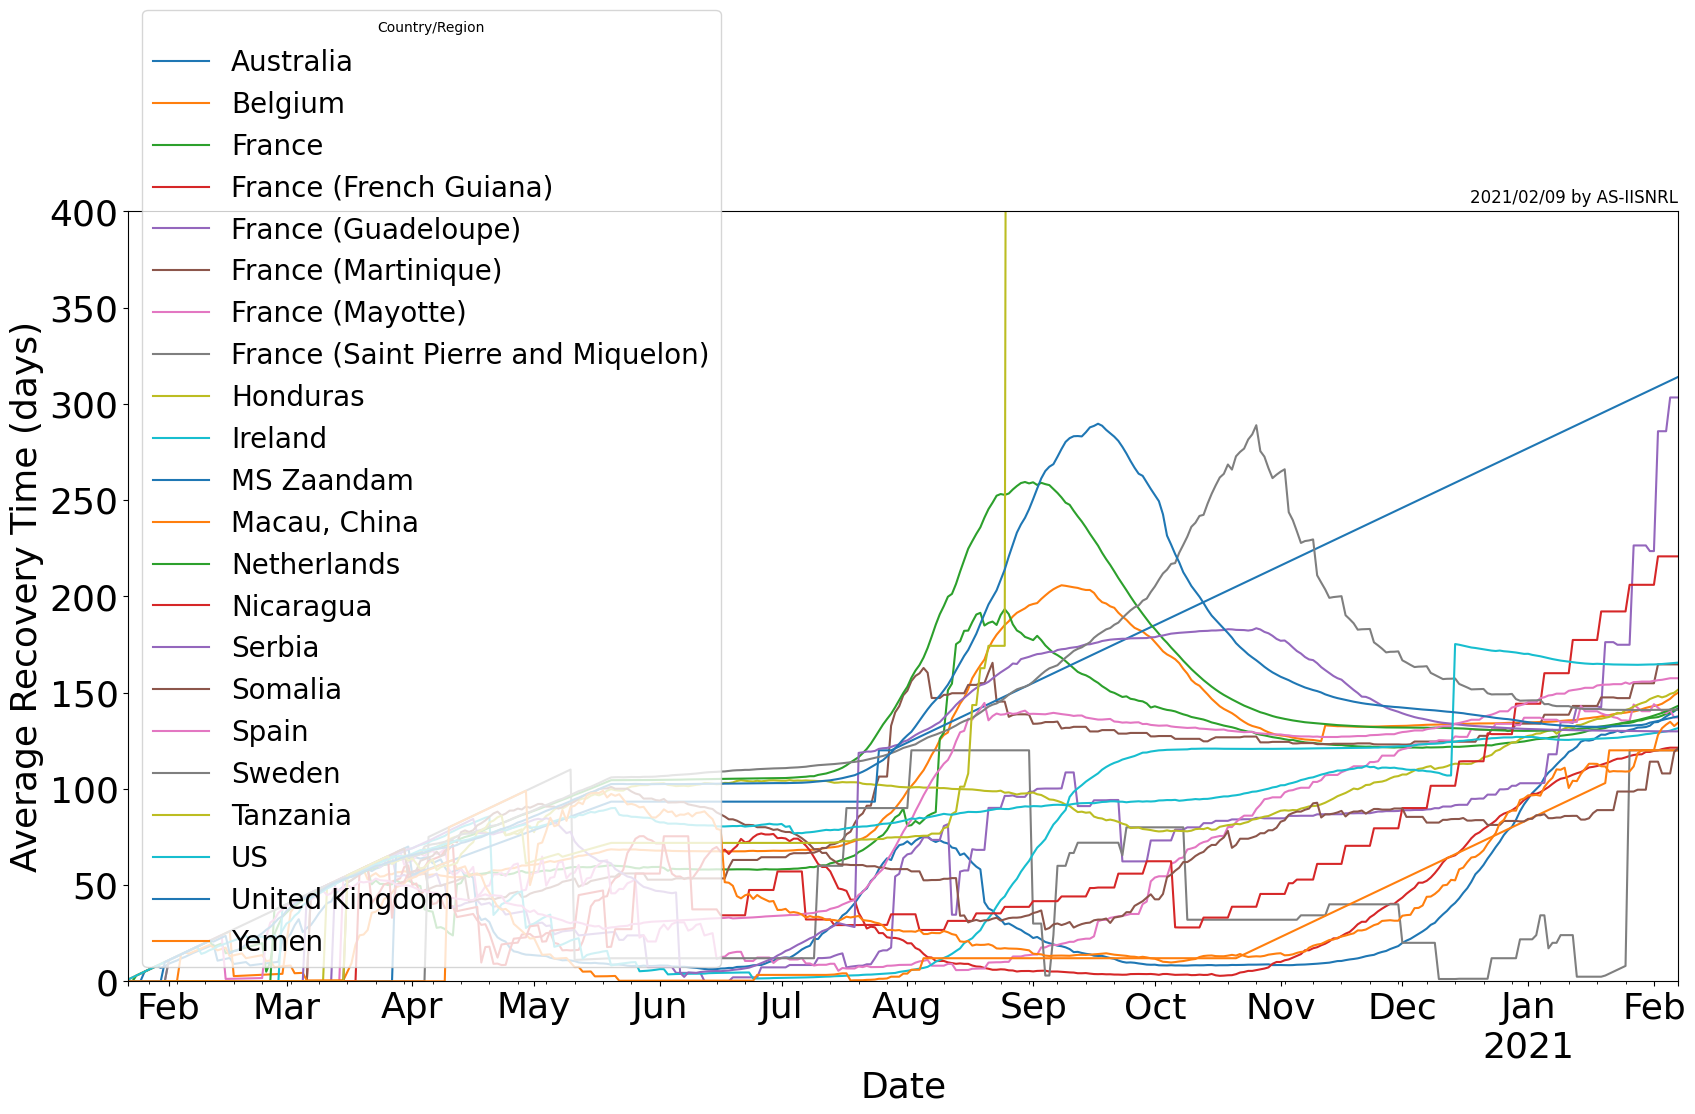 Country/Region
Australia
Belgium
France
France (French Guiana)
France (Guadeloupe)
France (Martinique)
France (Mayotte)
France (Saint Pierre and Miquelon)
Honduras
Ireland
MS Zaandam
Macau, China
Netherlands
Nicaragua
Serbia
Somalia
Spain
Sweden
Tanzania
US
United Kingdom
Yemen
2021/02/09 by AS-IISNRL
Average Recovery Time (days)
400
350
300
250
200
150
100
50
0
Feb Mar Apr May Jun Jul Aug Sep Oct Nov Dec Jan Feb
2021
Date